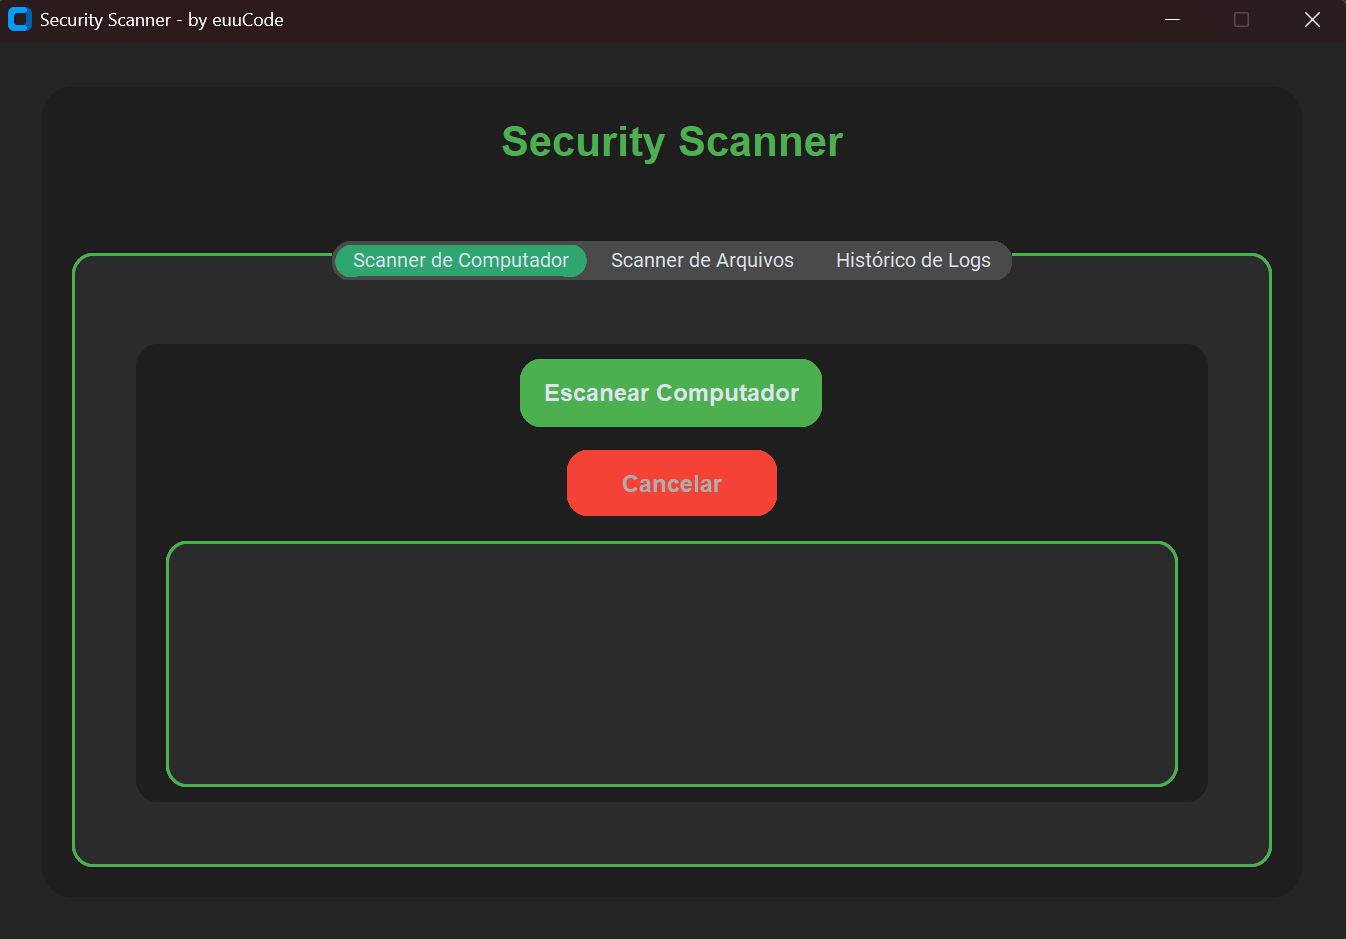 Security Scanner - by euuCode
Security Scanner
Scanner de Computador Scanner de Arquivos Histórico de Logs
Escanear Computador
Cancelar